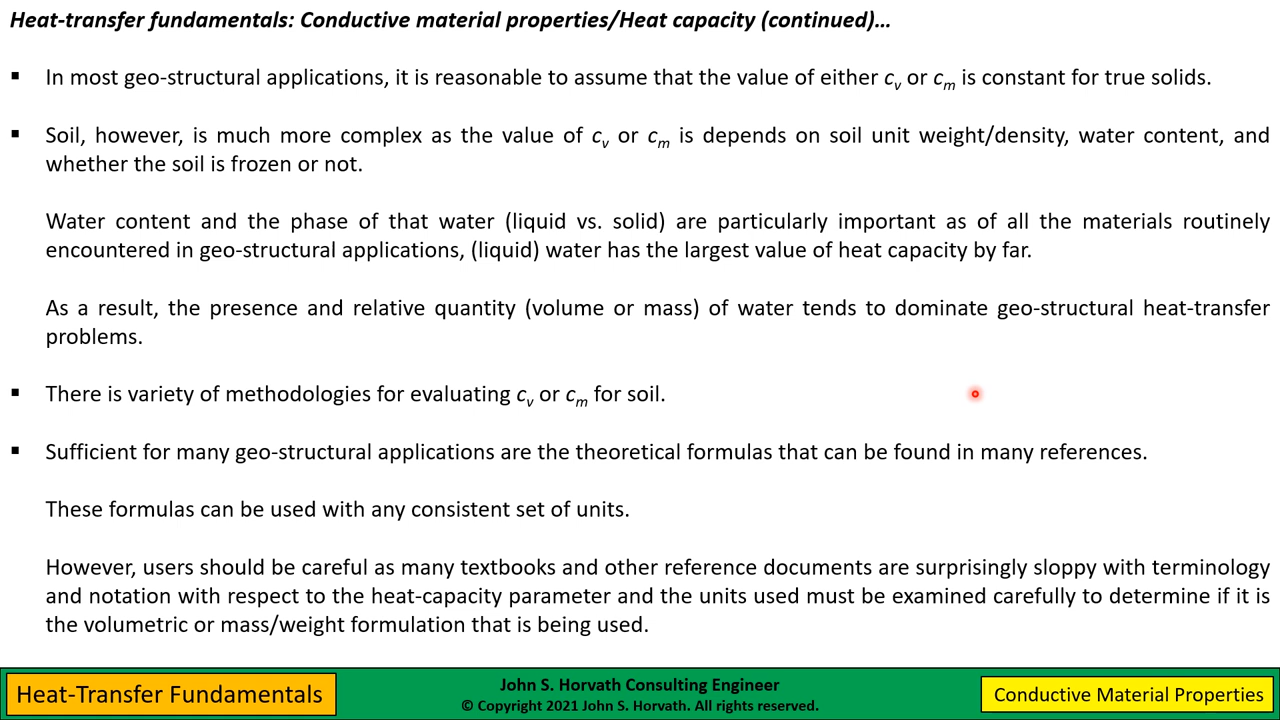 Heat-transfer fundamentals: Conductive material properties/Heat capacity (continued)…
▪ In most geo-structural applications, it is reasonable to assume that the value of either cv or cm is constant for true solids.
▪ Soil, however, is much more complex as the value of cv or cm is depends on soil unit weight/density, water content, and
whether the soil is frozen or not.
Water content and the phase of that water (liquid vs. solid) are particularly important as of all the materials routinely
encountered in geo-structural applications, (liquid) water has the largest value of heat capacity by far.
As a result, the presence and relative quantity (volume or mass) of water tends to dominate geo-structural heat-transfer
problems.
▪ There is variety of methodologies for evaluating cv or cm for soil.
▪ Sufficient for many geo-structural applications are the theoretical formulas that can be found in many references.
These formulas can be used with any consistent set of units.
However, users should be careful as many textbooks and other reference documents are surprisingly sloppy with terminology
and notation with respect to the heat-capacity parameter and the units used must be examined carefully to determine if it is
the volumetric or mass/weight formulation that is being used.
Heat-Transfer Fundamentals
John S. Horvath Consulting Engineer
© Copyright 2021 John S. Horvath. All rights reserved.
Conductive Material Properties